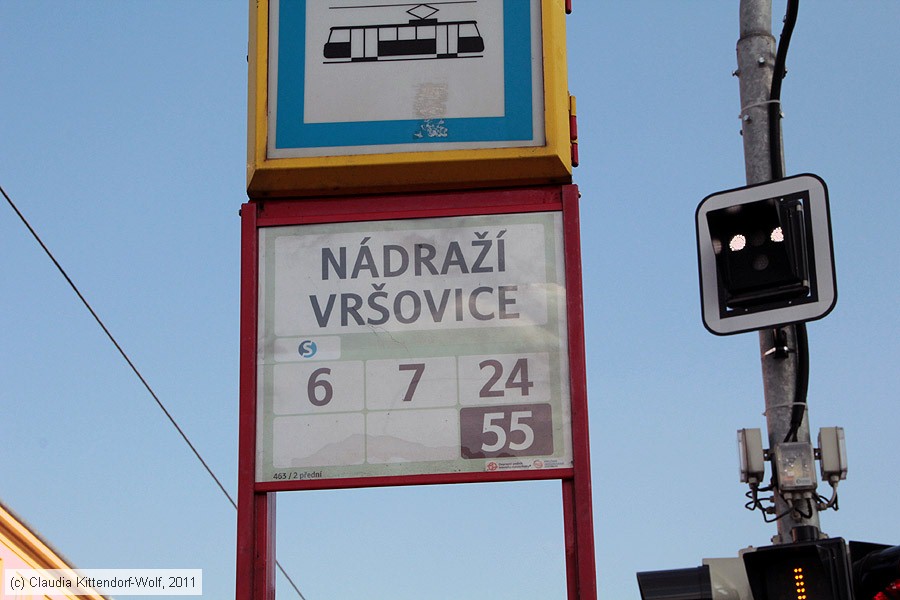 NÁDRAŽÍ
VRŠOVICE
S
6 7 24
55
463 / 2 přední
(c) Claudia Kittendorf-Wolf, 2011